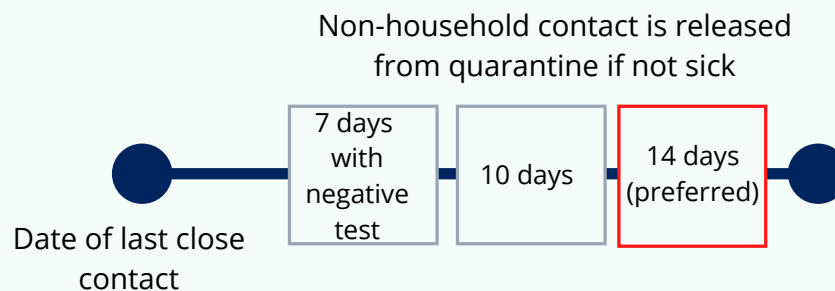 Non-household contact is released
from quarantine if not sick
7 days
with
negative
test
10 days
14 days
(preferred)
Date of last close
contact